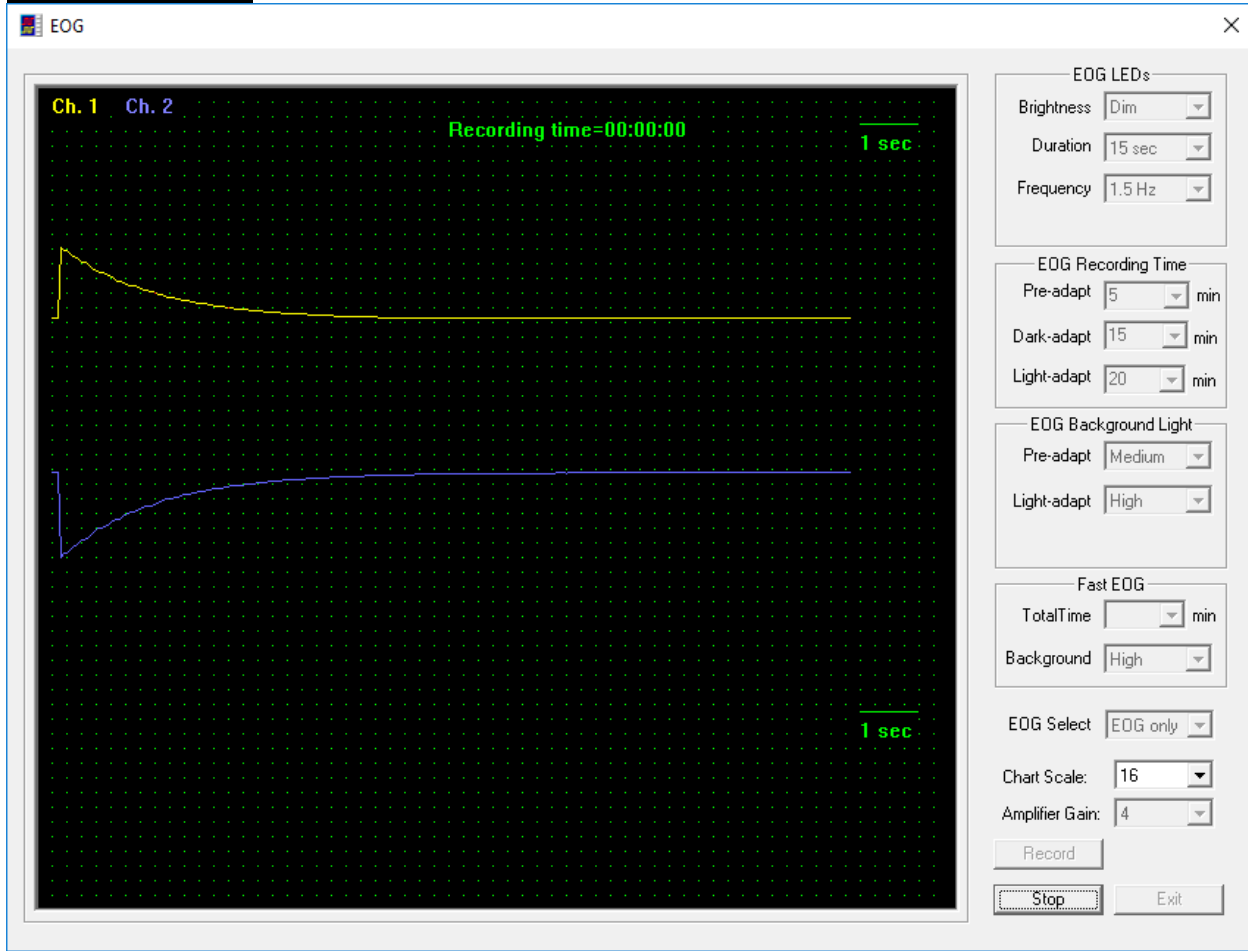 EOG
Ch. 1 Ch. 2
Recording time=00:00:00
1 sec
1 sec
EOG LEDs
Brightness Dim
Duration 15 sec
Frequency 1.5 Hz
EOG Recording Time
Pre-adapt 5 min
Dark-adapt 15 min
Light-adapt 20 min
EOG Background Light
Pre-adapt Medium
Light-adapt High
Fast EOG
TotalTime min
Background High
EOG Select EOG only
Chart Scale: 16
Amplifier Gain: 4
Record
Stop Exit